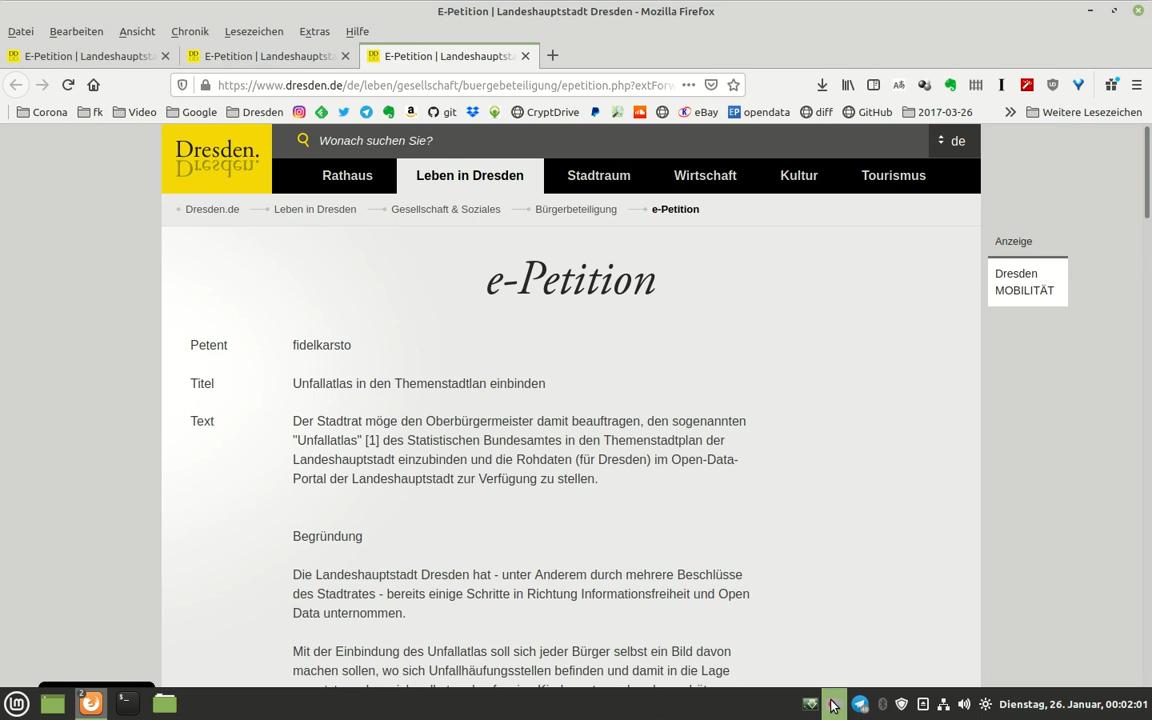 E-Petition | Landeshauptstadt Dresden - Mozilla Firefox
Datei Bearbeiten Ansicht Chronik Lesezeichen Extras Hilfe
E-Petition | Landeshauptsta E-Petition | Landeshauptsta E-Petition | Landeshauptsta
https://www.dresden.de/de/leben/gesellschaft/buergebeteiligung/epetition.php?extForw
Corona fk Video Google Dresden git CryptDrive eBay opendata diff GitHub 2017-03-26 Weitere Lesezeichen
Dresden.
Wonach suchen Sie?
de
Rathaus Leben in Dresden Stadtraum Wirtschaft Kultur Tourismus
Dresden.de Leben in Dresden Gesellschaft & Soziales Bürgerbeteiligung e-Petition
Anzeige
Dresden
MOBILITÄT
e-Petition
Petent fidelkarsto
Titel Unfallatlas in den Themenstadtlan einbinden
Text Der Stadtrat möge den Oberbürgermeister damit beauftragen, den sogenannten
"Unfallatlas" [1] des Statistischen Bundesamtes in den Themenstadtplan der
Landeshauptstadt einzubinden und die Rohdaten (für Dresden) im Open-Data-
Portal der Landeshauptstadt zur Verfügung zu stellen.
Begründung
Die Landeshauptstadt Dresden hat - unter Anderem durch mehrere Beschlüsse
des Stadtrates - bereits einige Schritte in Richtung Informationsfreiheit und Open
Data unternommen.
Mit der Einbindung des Unfallatlas soll sich jeder Bürger selbst ein Bild davon
machen sollen, wo sich Unfallhäufungsstellen befinden und damit in die Lage
2
Dienstag, 26. Januar, 00:02:01